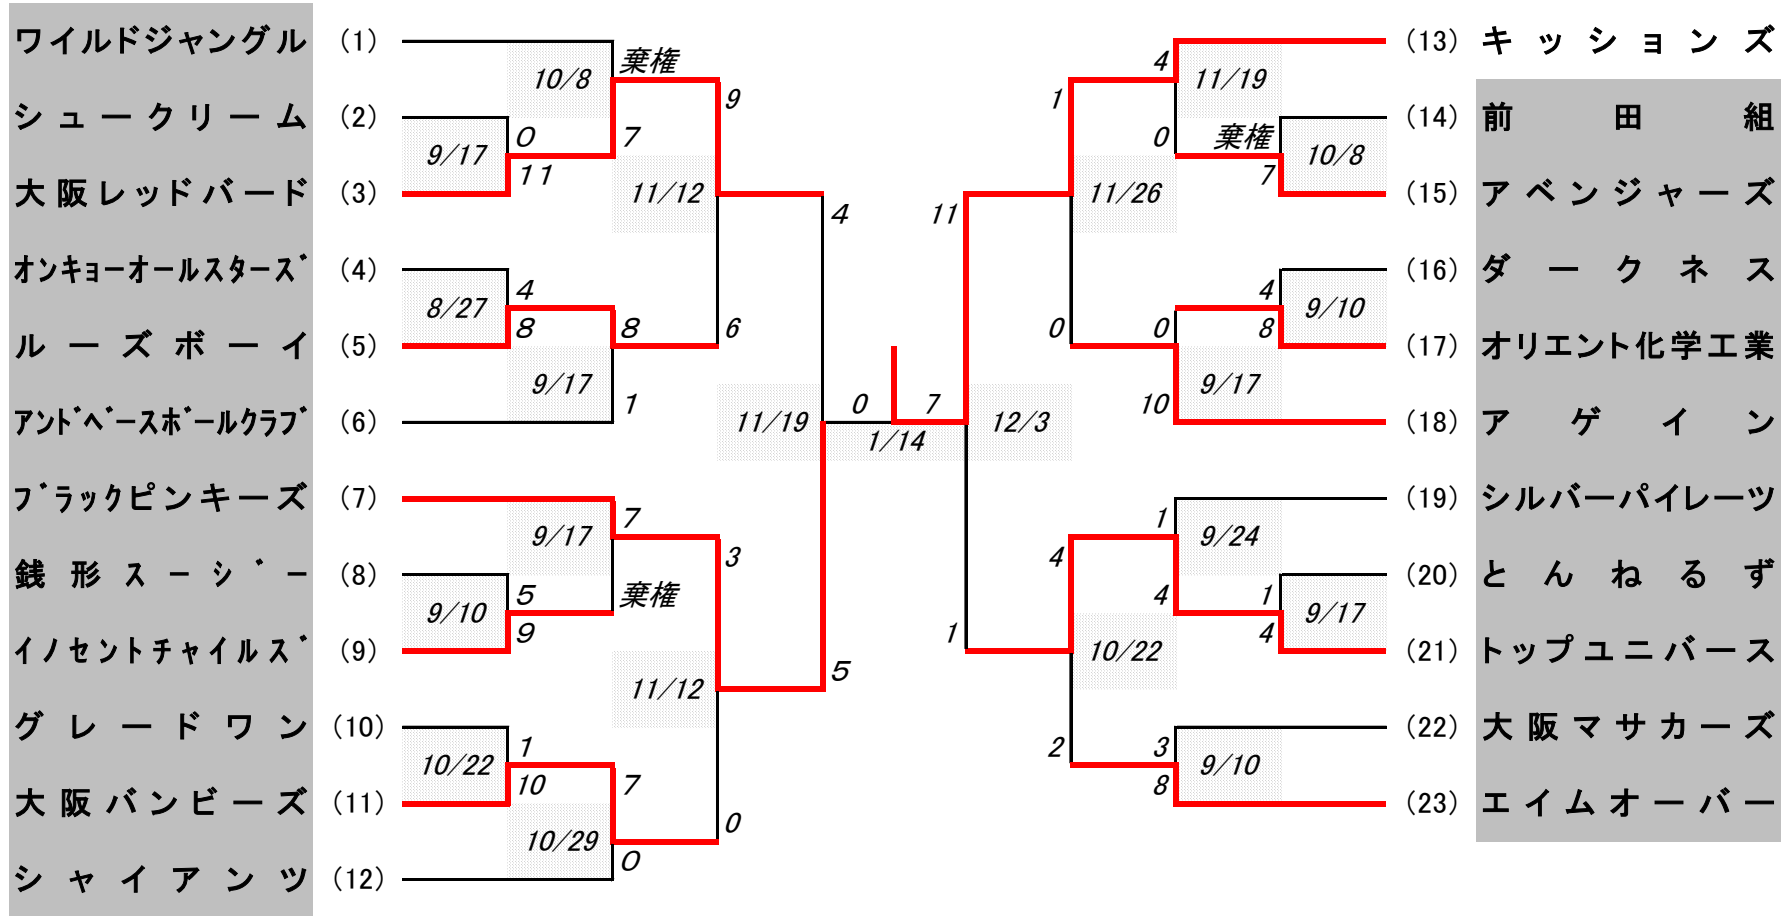 ワイルドジャングル (1)
シュークリーム (2)
大阪レッドバード (3)
オンキョーオールスターズ (4)
ルーズボーイ (5)
アンドベースボールクラブ (6)
ブラックピンキーズ (7)
銭形スージー (8)
イノセントチャイルズ (9)
グレードワン (10)
大阪バンビーズ (11)
シャイアンツ (12)
10/8
棄権
7
9/17
0
11
9
11/12
6
8/27
4
8
8
9/17
1
4
11/19
5
9/17
7
棄権
9/10
5
9
3
11/12
0
10/22
1
10
7
10/29
0
0
7
1/14
11
12/3
1
1
11/26
0
4
11/19
0
棄権
7
10/8
4
8
9/10
0
9/17
10
4
10/22
2
1
9/24
4
1
9/17
4
3
9/10
8
(13) キッションズ
(14) 前田組
(15) アベンジャーズ
(16) ダークネス
(17) オリエント化学工業
(18) アゲイン
(19) シルバーパイレーツ
(20) とんねるず
(21) トップユニバース
(22) 大阪マサカーズ
(23) エイムオーバー